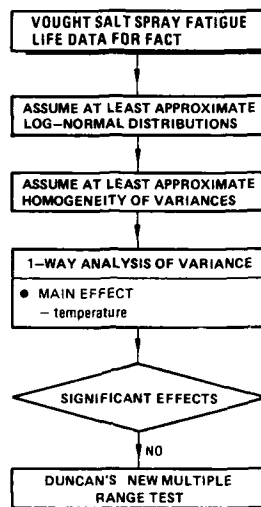 VOUGHT SALT SPRAY FATIGUE
LIFE DATA FOR FACT
ASSUME AT LEAST APPROXIMATE
LOG-NORMAL DISTRIBUTIONS
ASSUME AT LEAST APPROXIMATE
HOMOGENEITY OF VARIANCES
1-WAY ANALYSIS OF VARIANCE
● MAIN EFFECT
– temperature
SIGNIFICANT EFFECTS
NO
DUNCAN'S NEW MULTIPLE
RANGE TEST